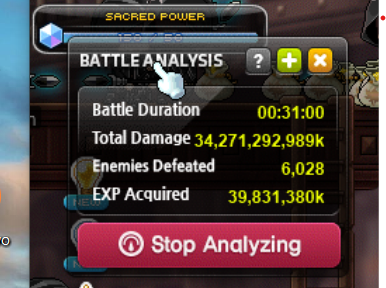 SACRED POWER
BATTLE ANALYSIS ? +
Battle Duration 00:31:00
Total Damage 34,271,292,989k
Enemies Defeated 6,028
EXP Acquired 39,831,380k
NEW
Stop Analyzing